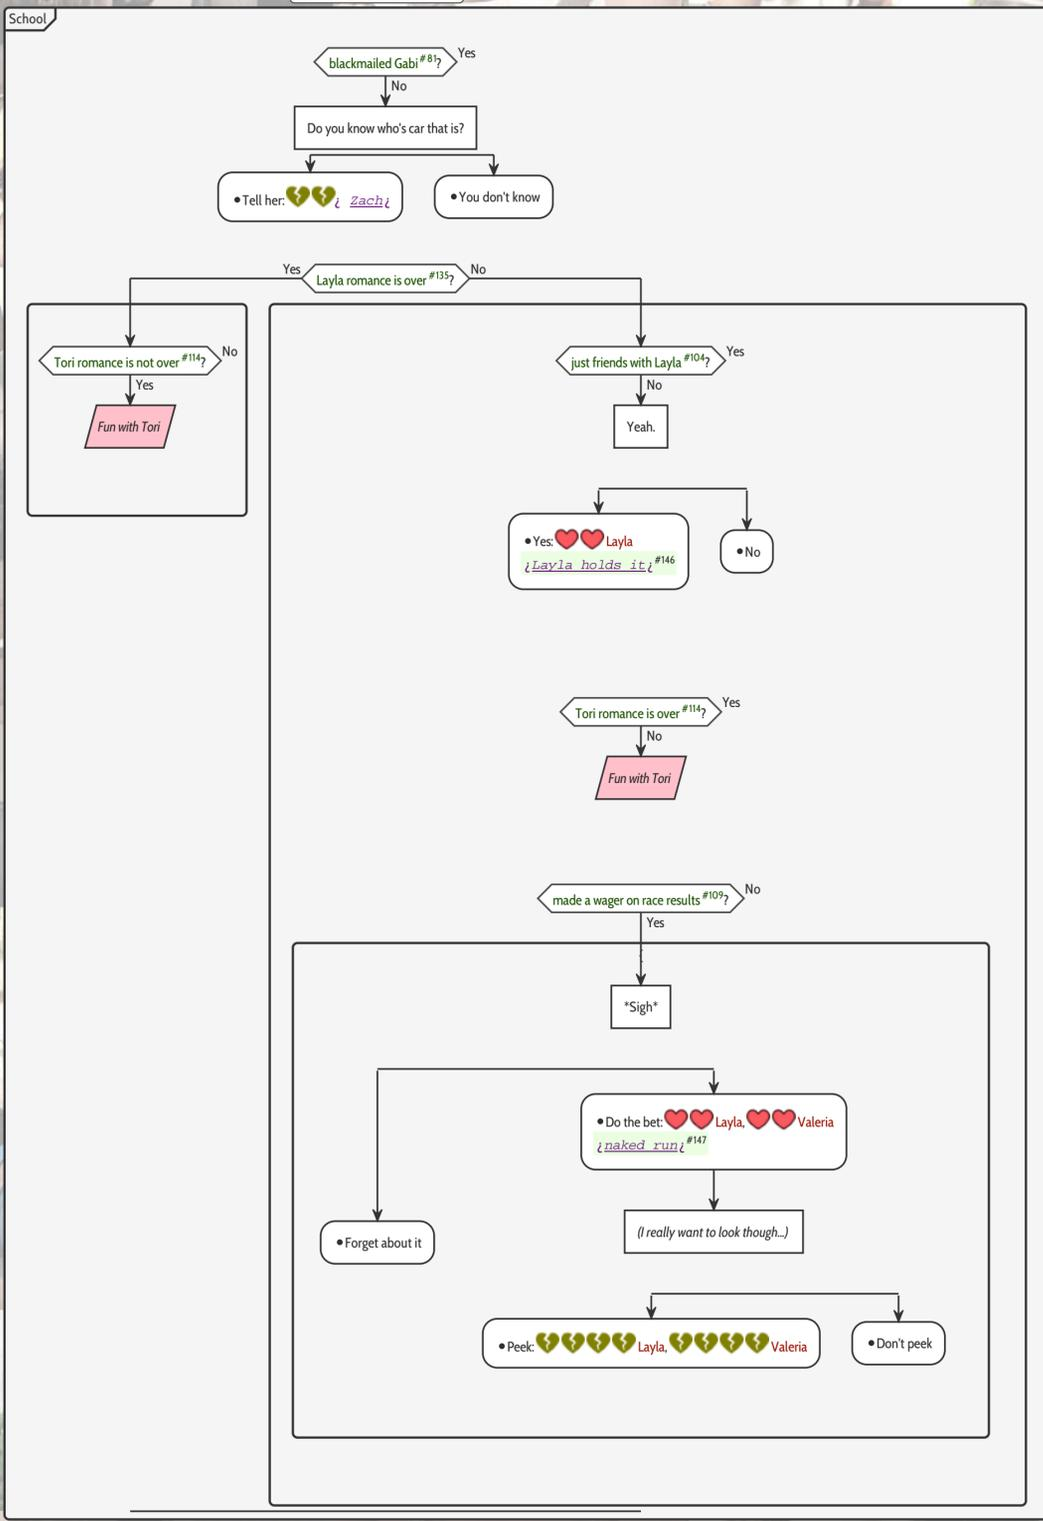 School
blackmailed Gabi #81?
Yes
No
Do you know who's car that is?
•Tell her: ¿ Zach¿
•You don't know
Yes
Layla romance is over #135?
No
Tori romance is not over #114?
No
Yes
Fun with Tori
just friends with Layla #104?
Yes
No
Yeah.
•Yes: Layla
¿Layla holds it¿#146
•No
Tori romance is over #114?
Yes
No
Fun with Tori
made a wager on race results #109?
No
Yes
*Sigh*
•Do the bet: Layla, Valeria
¿naked run¿#147
•Forget about it
(I really want to look though...)
•Peek: Layla, Valeria
•Don't peek